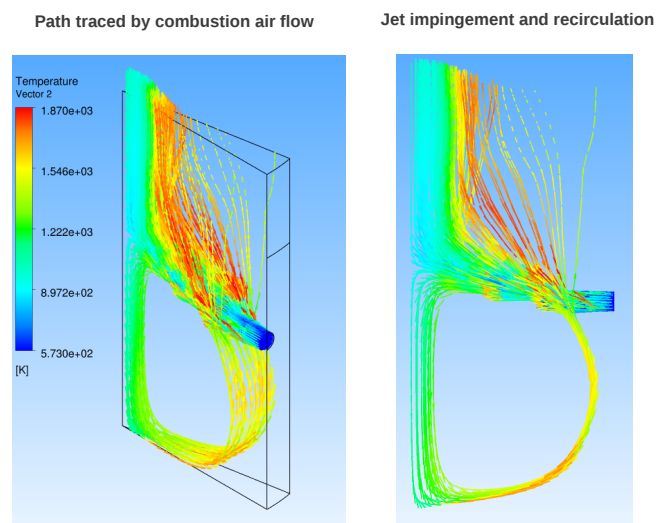 Path traced by combustion air flow
Jet impingement and recirculation
Temperature
Vector 2
1.870e+03
1.546e+03
1.222e+03
8.972e+02
5.730e+02
[K]